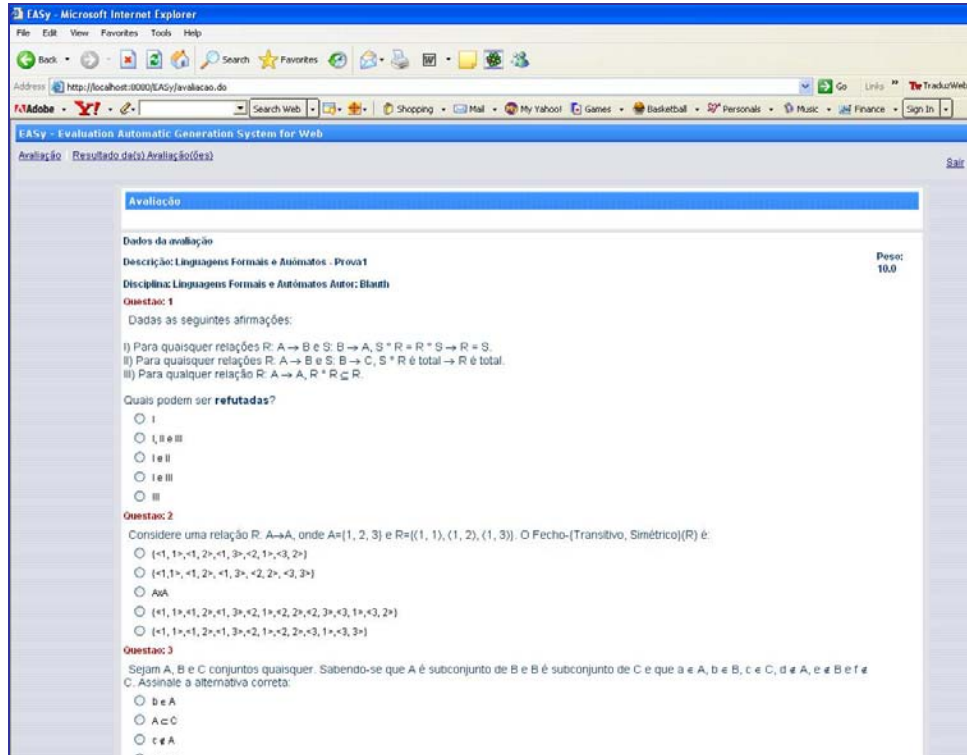 EASy - Microsoft Internet Explorer
File Edit View Favorites Tools Help
Back Search Favorites
Address http://localhost:8080/EASy/avaliacao.do Go Links TraduzWeb
Adobe Y! Search Web Shopping Mail My Yahoo! Games Basketball Personals Music Finance Sign In
EASy - Evaluation Automatic Generation System for Web
Avaliação Resultado da(s) Avaliação(ões)
Sair
Avaliação
Dados da avaliação
Descrição: Linguagens Formais e Auómatos - Prova1
Peso:
10.0
Disciplina: Linguagens Formais e Autómatos Autor: Blauth
Questao: 1
Dadas as seguintes afirmações:
I) Para quaisquer relações R: A → B e S: B → A, S * R = R * S → R = S.
II) Para quaisquer relações R: A → B e S: B → C, S * R é total → R é total.
III) Para qualquer relação R: A → A, R * R ⊆ R.
Quais podem ser refutadas?
I
I, II e III
I e II
I e III
III
Questao: 2
Considere uma relação R: A→A, onde A={1, 2, 3} e R={(1, 1), (1, 2), (1, 3)}. O Fecho-{Transitivo, Simétrico}(R) é:
{<1, 1>,<1, 2>,<1, 3>,<2, 1>,<3, 2>}
{<1,1>, <1, 2>, <1, 3>, <2, 2>, <3, 3>}
AxA
{<1, 1>,<1, 2>,<1, 3>,<2, 1>,<2, 2>,<2, 3>,<3, 1>,<3, 2>}
{<1, 1>,<1, 2>,<1, 3>,<2, 1>,<2, 2>,<3, 1>,<3, 3>}
Questao: 3
Sejam A, B e C conjuntos quaisquer. Sabendo-se que A é subconjunto de B e B é subconjunto de C e que a ∈ A, b ∈ B, c ∈ C, d ∉ A, e ∉ B e f ∉
C. Assinale a alternativa correta:
b ∈ A
A ⊂ C
c ∉ A